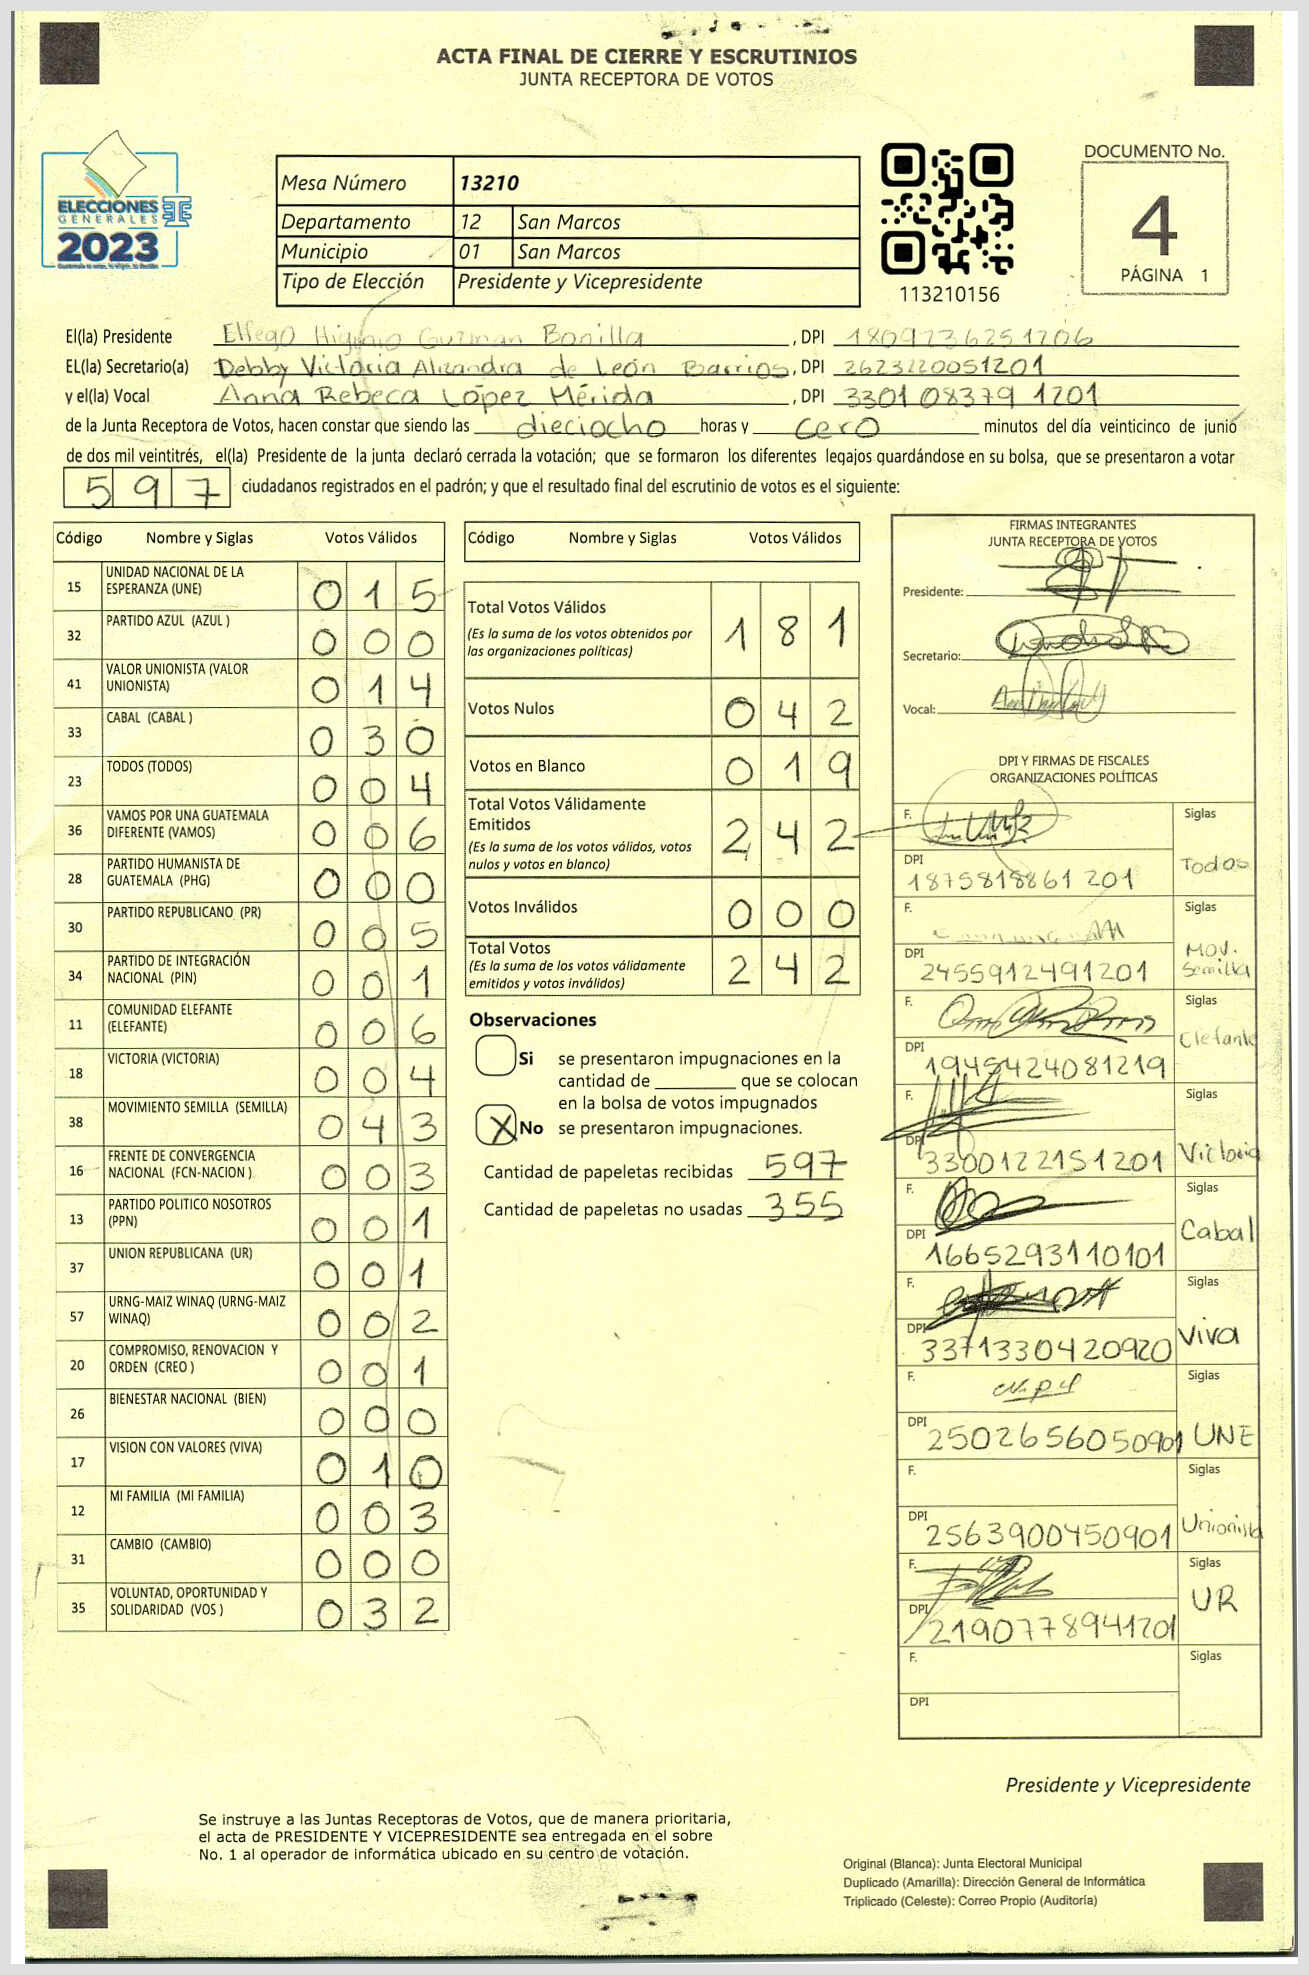 ACTA FINAL DE CIERRE Y ESCRUTINIOS
JUNTA RECEPTORA DE VOTOS
ELECCIONES
GENERALES
2023
Mesa Número 13210
Departamento 12 San Marcos
Municipio 01 San Marcos
Tipo de Elección Presidente y Vicepresidente
113210156
DOCUMENTO No.
4
PÁGINA 1
El(la) Presidente Elfego Higinio Guzman Bonilla, DPI 1809736251206
EL(la) Secretario(a) Debby Victoria Alizandra de León Barrios, DPI 2623220051201
y el(la) Vocal Anna Rebeca López Mérida, DPI 3301 08379 1201
de la Junta Receptora de Votos, hacen constar que siendo las dieciocho horas y cero minutos del día veinticinco de junio
de dos mil veintitrés, el(la) Presidente de la junta declaró cerrada la votación; que se formaron los diferentes legajos guardándose en su bolsa, que se presentaron a votar
597 ciudadanos registrados en el padrón; y que el resultado final del escrutinio de votos es el siguiente:
Código Nombre y Siglas Votos Válidos
15 UNIDAD NACIONAL DE LA ESPERANZA (UNE) 015
32 PARTIDO AZUL (AZUL ) 000
41 VALOR UNIONISTA (VALOR UNIONISTA) 014
33 CABAL (CABAL ) 030
23 TODOS (TODOS) 004
36 VAMOS POR UNA GUATEMALA DIFERENTE (VAMOS) 006
28 PARTIDO HUMANISTA DE GUATEMALA (PHG) 000
30 PARTIDO REPUBLICANO (PR) 005
34 PARTIDO DE INTEGRACIÓN NACIONAL (PIN) 001
11 COMUNIDAD ELEFANTE (ELEFANTE) 006
18 VICTORIA (VICTORIA) 004
38 MOVIMIENTO SEMILLA (SEMILLA) 043
16 FRENTE DE CONVERGENCIA NACIONAL (FCN-NACION ) 003
13 PARTIDO POLITICO NOSOTROS (PPN) 001
37 UNION REPUBLICANA (UR) 001
57 URNG-MAIZ WINAQ (URNG-MAIZ WINAQ) 002
20 COMPROMISO, RENOVACION Y ORDEN (CREO ) 001
26 BIENESTAR NACIONAL (BIEN) 000
17 VISION CON VALORES (VIVA) 010
12 MI FAMILIA (MI FAMILIA) 003
31 CAMBIO (CAMBIO) 000
35 VOLUNTAD, OPORTUNIDAD Y SOLIDARIDAD (VOS ) 032
Código Nombre y Siglas Votos Válidos
Total Votos Válidos 181
(Es la suma de los votos obtenidos por
las organizaciones políticas)
Votos Nulos 042
Votos en Blanco 019
Total Votos Válidamente
Emitidos 242
(Es la suma de los votos válidos, votos
nulos y votos en blanco)
Votos Inválidos 000
Total Votos 242
(Es la suma de los votos válidamente
emitidos y votos inválidos)
Observaciones
Si se presentaron impugnaciones en la
cantidad de ________ que se colocan
en la bolsa de votos impugnados
X No se presentaron impugnaciones.
Cantidad de papeletas recibidas 597
Cantidad de papeletas no usadas 355
FIRMAS INTEGRANTES
JUNTA RECEPTORA DE VOTOS
Presidente:
Secretario:
Vocal:
DPI Y FIRMAS DE FISCALES
ORGANIZACIONES POLÍTICAS
F. Siglas
DPI 1875818861 201 Todos
F. Siglas
DPI 2455912491201 Mov. Semilla
F. Siglas
DPI 1945424081219 Elefante
F. Siglas
DPI 3300122151201 Victoria
F. Siglas
DPI 1665293110101 Cabal
F. Siglas
DPI 3371330420920 Viva
F. Siglas
DPI 2502656050901 UNE
F. Siglas
DPI 2563900450901 Unionista
F. Siglas
DPI 2190778941201 UR
F. Siglas
DPI
Presidente y Vicepresidente
Se instruye a las Juntas Receptoras de Votos, que de manera prioritaria,
el acta de PRESIDENTE Y VICEPRESIDENTE sea entregada en el sobre
No. 1 al operador de informática ubicado en su centro de votación.
Original (Blanca): Junta Electoral Municipal
Duplicado (Amarilla): Dirección General de Informática
Triplicado (Celeste): Correo Propio (Auditoría)